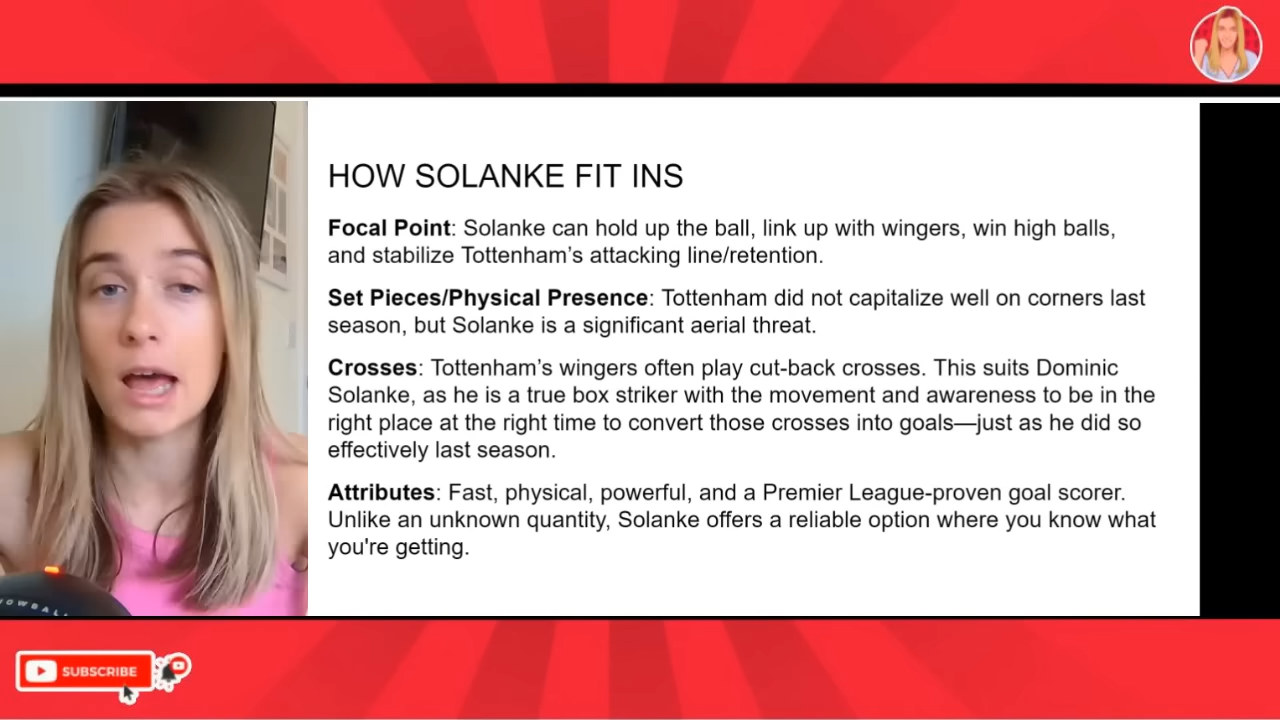 HOW SOLANKE FIT INS
Focal Point: Solanke can hold up the ball, link up with wingers, win high balls,
and stabilize Tottenham’s attacking line/retention.
Set Pieces/Physical Presence: Tottenham did not capitalize well on corners last
season, but Solanke is a significant aerial threat.
Crosses: Tottenham’s wingers often play cut-back crosses. This suits Dominic
Solanke, as he is a true box striker with the movement and awareness to be in the
right place at the right time to convert those crosses into goals—just as he did so
effectively last season.
Attributes: Fast, physical, powerful, and a Premier League-proven goal scorer.
Unlike an unknown quantity, Solanke offers a reliable option where you know what
you're getting.
SUBSCRIBE